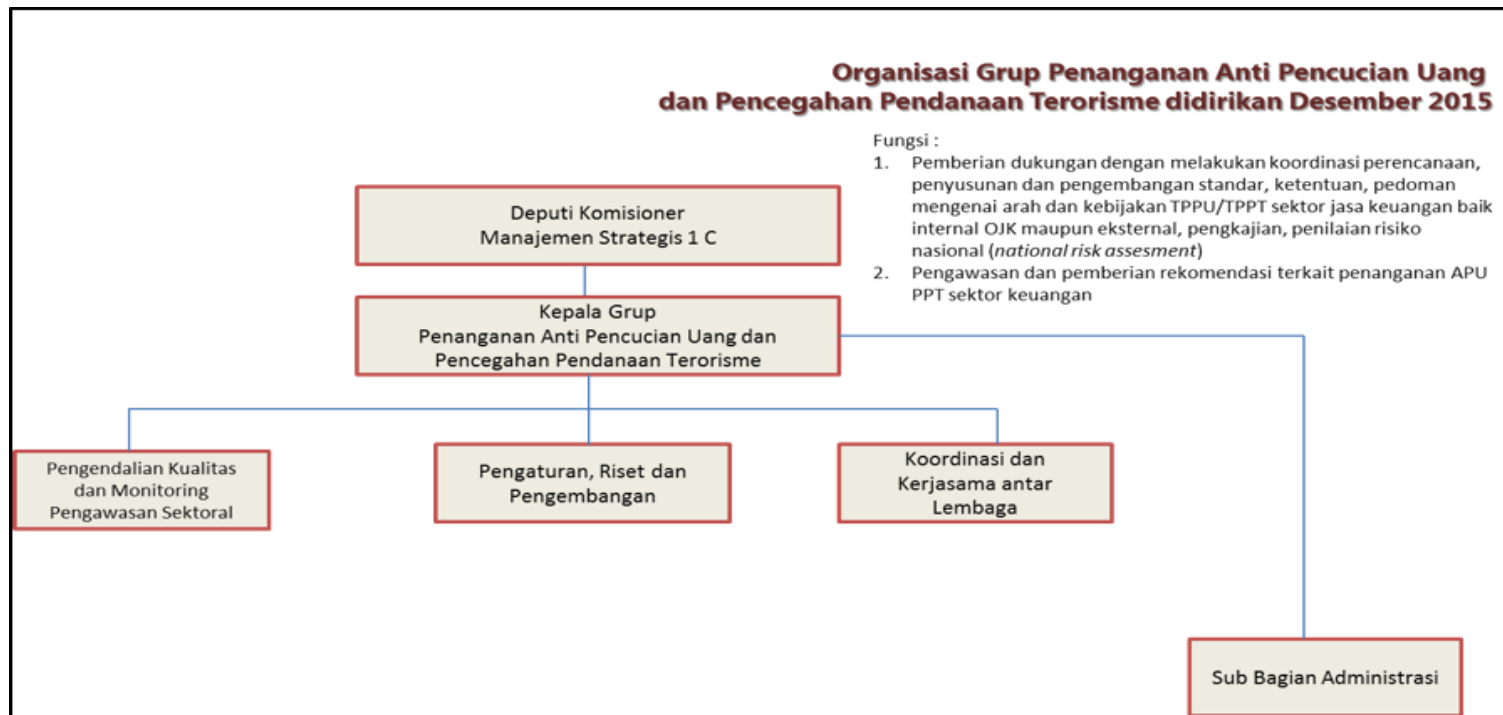 Organisasi Grup Penanganan Anti Pencucian Uang
dan Pencegahan Pendanaan Terorisme didirikan Desember 2015
Fungsi :
1. Pemberian dukungan dengan melakukan koordinasi perencanaan,
penyusunan dan pengembangan standar, ketentuan, pedoman
mengenai arah dan kebijakan TPPU/TPPT sektor jasa keuangan baik
internal OJK maupun eksternal, pengkajian, penilaian risiko
nasional (national risk assesment)
2. Pengawasan dan pemberian rekomendasi terkait penanganan APU
PPT sektor keuangan
Deputi Komisioner
Manajemen Strategis 1 C
Kepala Grup
Penanganan Anti Pencucian Uang dan
Pencegahan Pendanaan Terorisme
Pengendalian Kualitas
dan Monitoring
Pengawasan Sektoral
Pengaturan, Riset dan
Pengembangan
Koordinasi dan
Kerjasama antar
Lembaga
Sub Bagian Administrasi